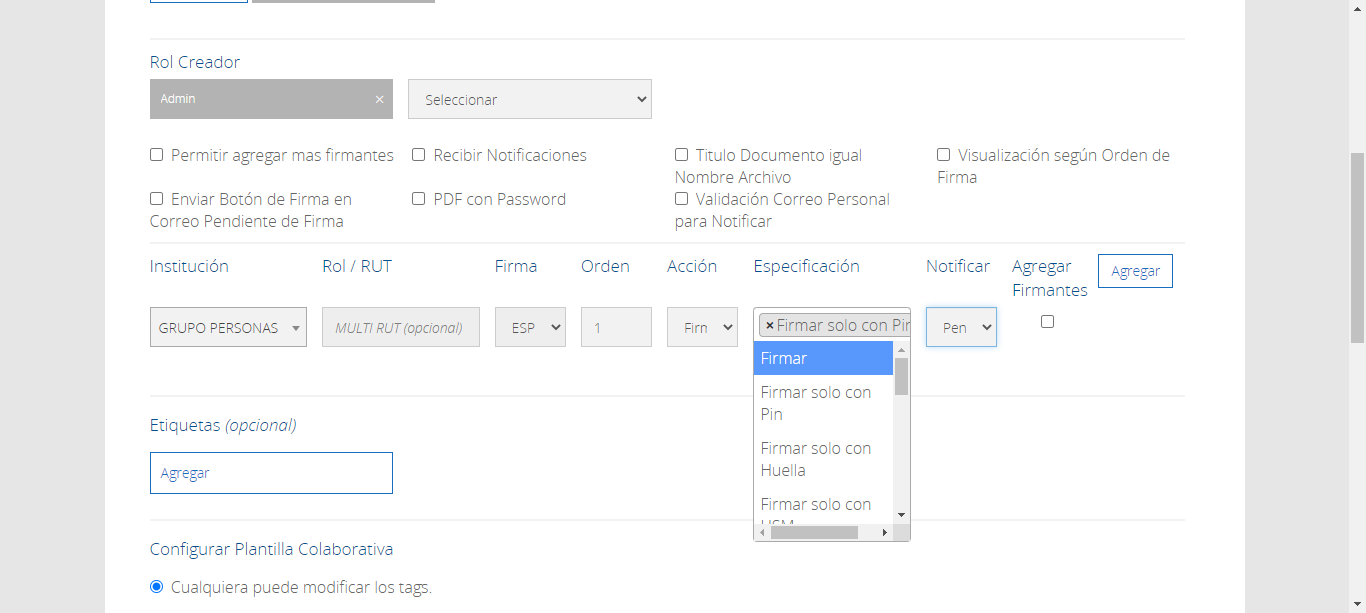 Rol Creador
Admin ×
Seleccionar
Permitir agregar mas firmantes
Recibir Notificaciones
Titulo Documento igual
Nombre Archivo
Visualización según Orden de
Firma
Enviar Botón de Firma en
Correo Pendiente de Firma
PDF con Password
Validación Correo Personal
para Notificar
Institución
Rol / RUT
Firma
Orden
Acción
Especificación
Notificar
Agregar
Firmantes
Agregar
GRUPO PERSONAS
MULTI RUT (opcional)
ESP
1
Firn
× Firmar solo con Pin
Pen
Firmar
Firmar solo con
Pin
Firmar solo con
Huella
Firmar solo con
HSM
Etiquetas (opcional)
Agregar
Configurar Plantilla Colaborativa
Cualquiera puede modificar los tags.